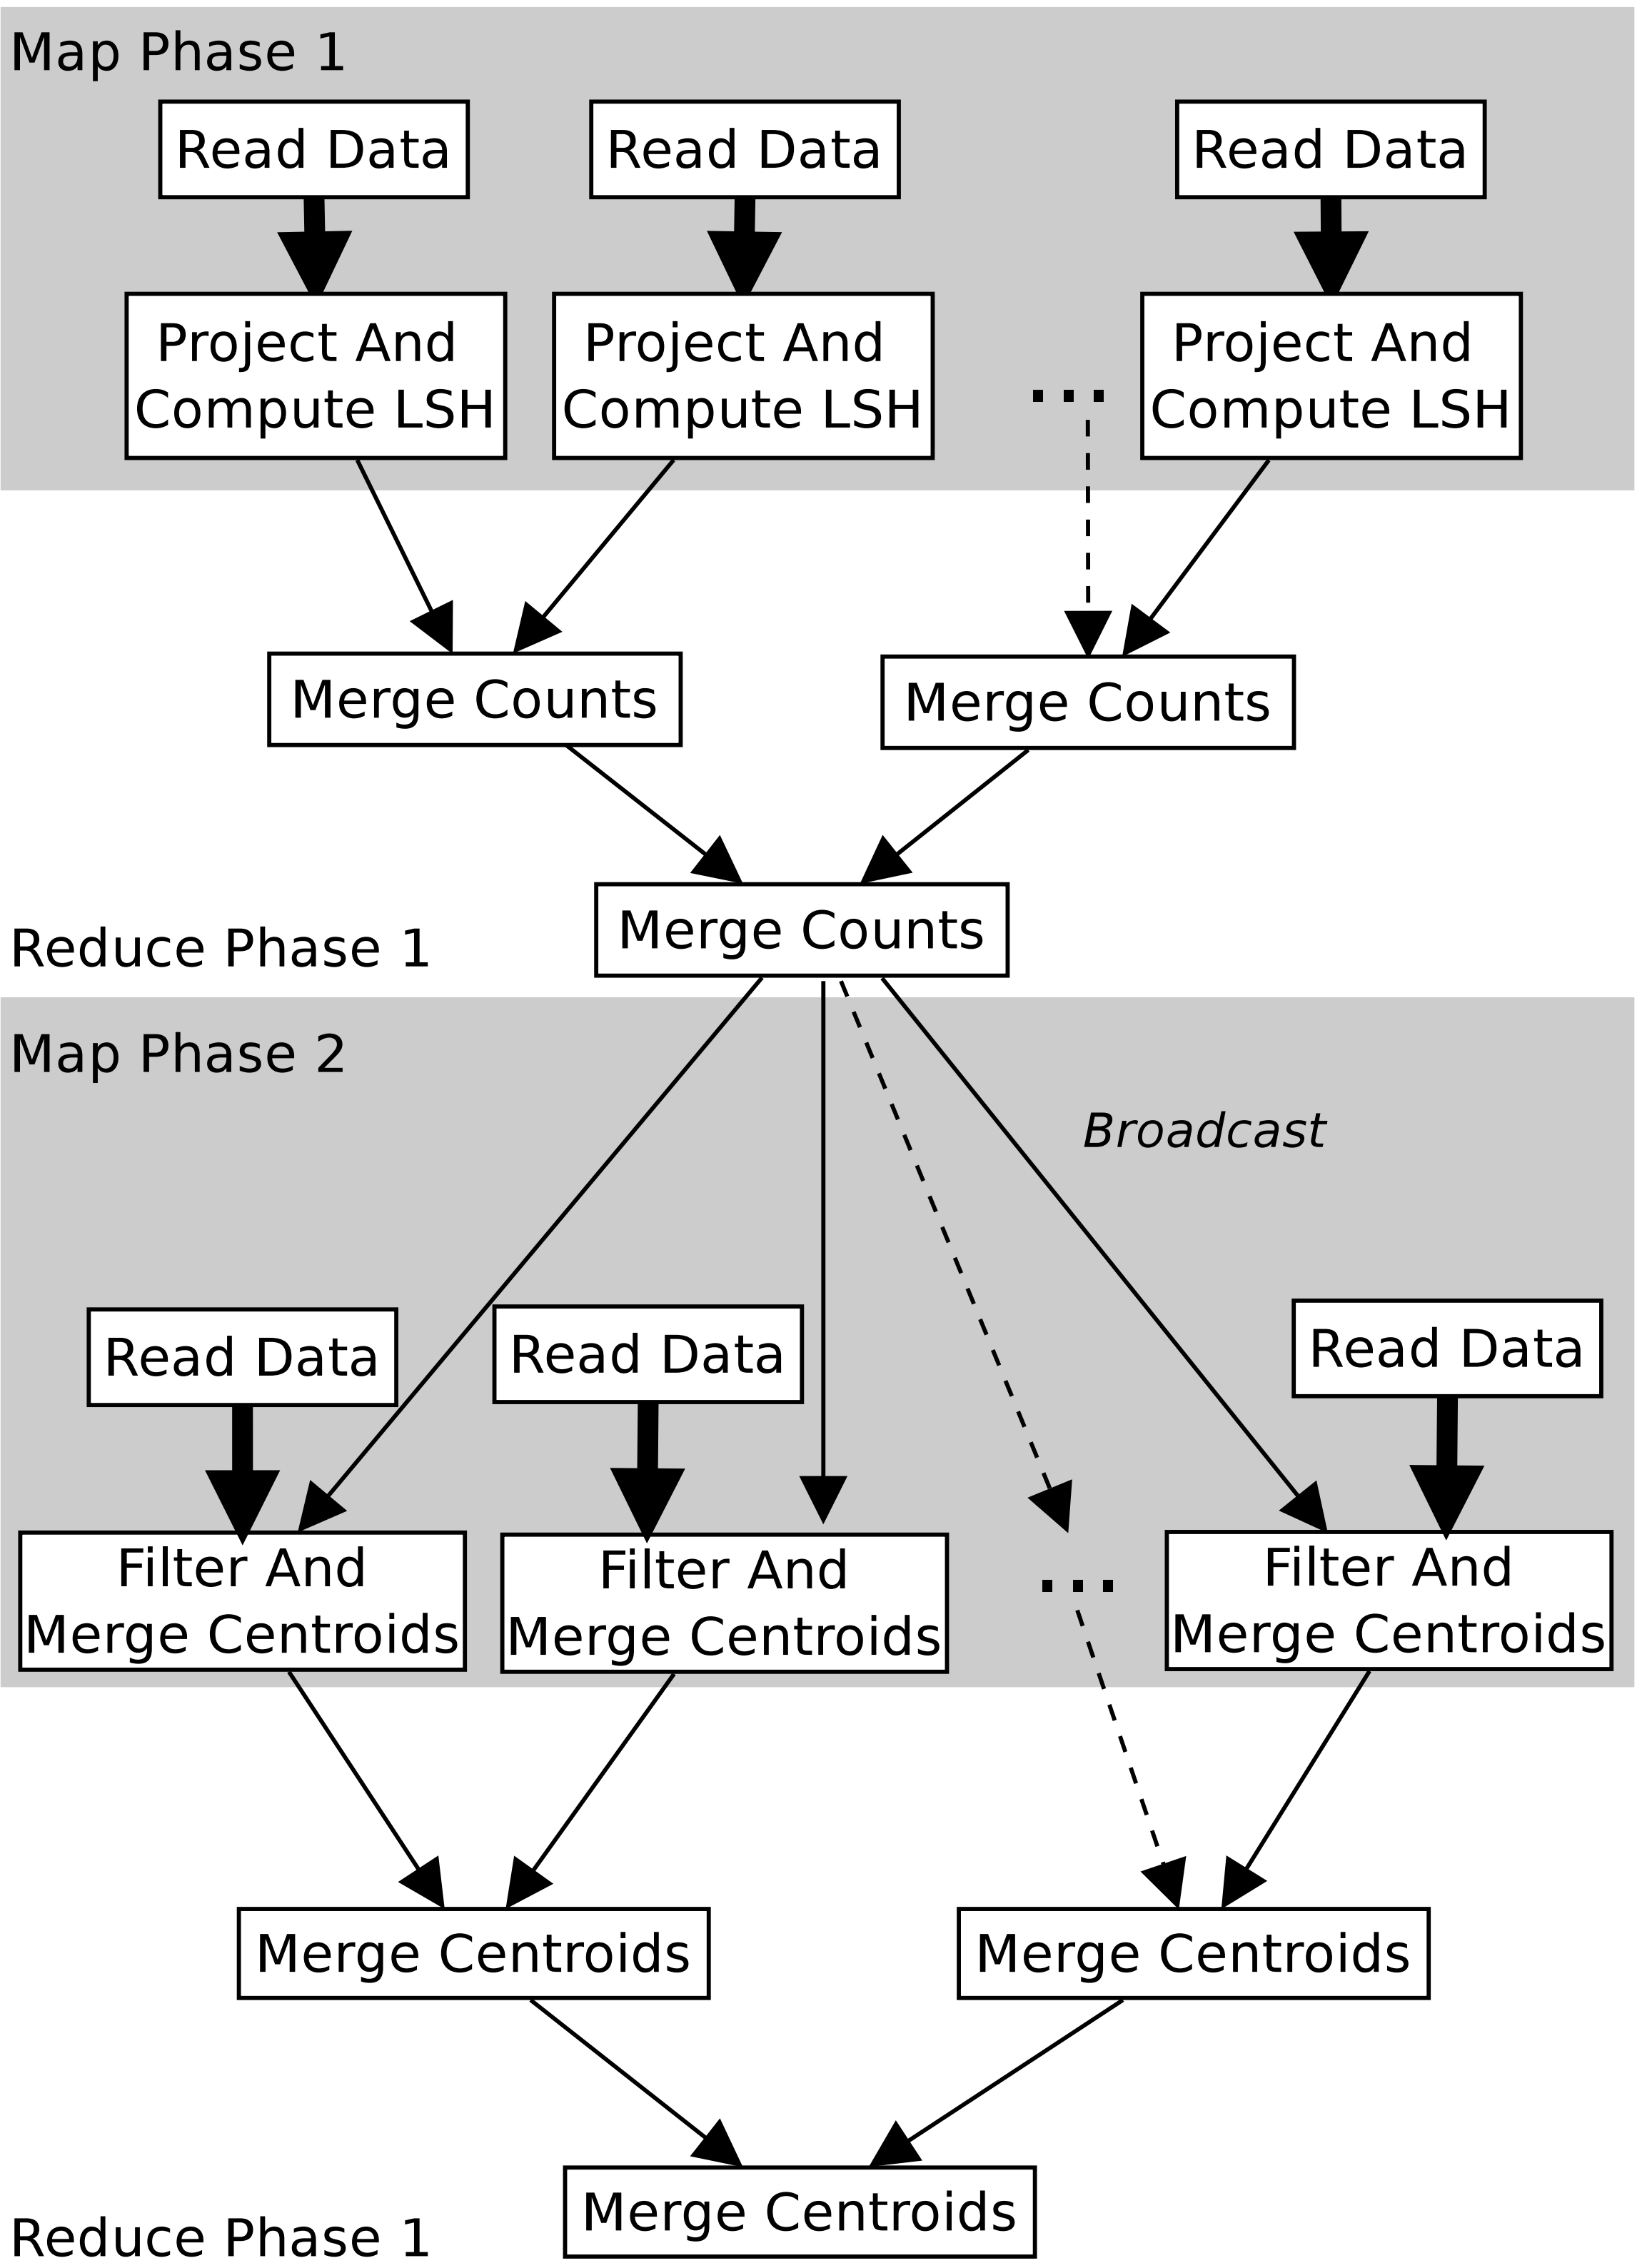 Map Phase 1
Read Data
Read Data
Read Data
Project And
Compute LSH
Project And
Compute LSH
...
Project And
Compute LSH
Merge Counts
Merge Counts
Merge Counts
Reduce Phase 1
Map Phase 2
Broadcast
Read Data
Read Data
Read Data
Filter And
Merge Centroids
Filter And
Merge Centroids
...
Filter And
Merge Centroids
Merge Centroids
Merge Centroids
Merge Centroids
Reduce Phase 1